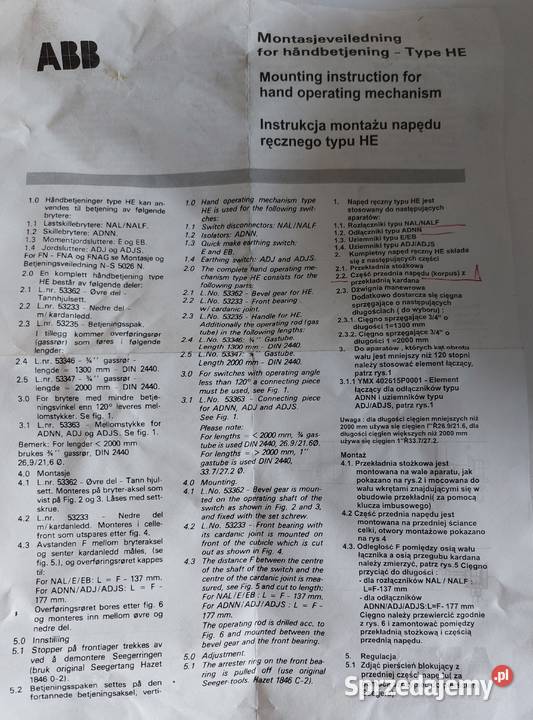 ABB
Montasjeveiledning
for håndbetjening - Type HE
Mounting instruction for
hand operating mechanism
Instrukcja montażu napędu
ręcznego typu HE
1.0 Håndbetjeninger type HE kan an-
vendes til betjening av følgende
brytere:
1.1 Lastskillebrytere: NAL/NALF.
1.2 Skillebrytere: ADNN.
1.3 Momentjordsluttere: E og EB.
1.4 Jordsluttere: ADJ og ADJS.
For FN - FNA og FNAG se Montasje og
Betjeningsveiledning N-S 5026 N.
2.0 En komplett håndbetjening type
HE består av følgende deler:
2.1 L.nr. 53362 - Øvre del -
Tannhjulsett.
2.2 L.nr. 53233 - Nedre del -
m/kardanledd.
2.3 L.nr. 53235 - Betjeningsspak.
I tillegg kommer overføringsrør
(gassrør) som føres i følgende
lengder:
2.4 L.nr. 53346 - ¾'' gassrør -
lengde = 1300 mm - DIN 2440.
2.5 L.nr. 53347 - ¾'' gassrør -
lengde = 2000 mm - DIN 2440.
3.0 For brytere med mindre betje-
ningsvinkel enn 120° leveres mel-
lomstykker. Se fig. 1.
3.1 L.nr. 53363 - Mellomstykke for
ADNN, ADJ og ADJS. Se fig. 1.
Bemerk: For lengder < 2000 mm
brukes ¾'' gassrør, DIN 2440
26,9/21,6 Ø.
4.0 Montasje
4.1 L.nr. 53362 - Øvre del - Tannhjul-
sett. Monteres på bryter-aksel som
vist på Fig. 2 og 3. Låses med sett-
skrue.
4.2 L.nr. 53233 - Nedre del
m/kardanledd. Monteres i celle-
front som utspares etter fig. 4.
4.3 Avstanden F mellom bryteraksel
og senter kardanledd måles, (se
fig. 5.), og overføringsrøret kappes
til:
For NAL/E/EB: L = F - 137 mm.
For ADNN/ADJ/ADJS: L = F -
177 mm.
Overføringsrøret bores etter fig. 6
og monteres inn mellom øvre og
nedre del.
5.0 Innstilling
5.1 Stopper på frontlager trekkes av
ved å demontere Seegerringen
(bruk original Seegertang Hazet
1846 0-2).
5.2 Betjeningsspaken settes på den
fortannede betjeningsaksel, verti-
1.0 Hand operating mechanism type
HE is used for the following swit-
ches:
1.1 Switch disconnectors: NAL/NALF
1.2 Isolators: ADNN.
1.3 Quick make earthing switch:
E and EB.
1.4 Earthing switch: ADJ and ADJS.
2.0 The complete hand operating me-
chanism type HE consists for the
following parts:
2.1 L.No. 53362 - Bevel gear for HE.
2.2 L.No. 53233 - Front bearing
w/cardanic joint.
2.3 L.No. 53235 - Handle for HE.
Additionally the operating rod (gas
tube) in the following lengths:
2.4 L.No. 53346, ¾'' Gastube.
Length 1300 mm - DIN 2440.
2.5 L.No. 53347, ¾'' Gastube.
Length 2000 mm - DIN 2440.
3.0 For switches with operating angle
less than 120° a connecting piece
must be used, see Fig. 1.
3.1 L.No. 53363 - Connecting piece
for ADNN, ADJ and ADJS.
See Fig. 1.
Please note:
For lengths = < 2000 mm, ¾ gas-
tube is used DIN 2440, 26.9/21.6Ø.
For lengths = > 2000 mm, 1''
gastube is used DIN 2440,
33.7/27.2 Ø.
4.0 Mounting.
4.1 L.No. 53362 - Bevel gear is moun-
ted on the operating shaft of the
switch as shown in Fig. 2 and 3,
and fixed with the set screw.
4.2 L.No. 53233 - Front bearing with
its cardanic joint is mounted on
front of the cubicle which is cut
out as shown in Fig. 4.
4.3 The distance F between the centre
of the shaft of the switch and the
centre of the cardanic joint is mea-
sured, see Fig. 5 and cut to length:
For NAL/E/EB: L = F - 137 mm.
For ADNN/ADJ/ADJS: L = F -
177 mm.
The operating rod is drilled acc. to
Fig. 6 and mounted between the
bevel gear and the front bearing.
5.0 Adjustment.
5.1 The arrester ring on the front bea-
ring is pulled off (use original
Seeger-tools. Hazet 1846 C-2).
1. Napęd ręczny typu HE jest
stosowany do następujących
aparatów:
1.1. Rozłączniki typu NAL/NALF
1.2. Odłączniki typu ADNN
1.3. Uziemniki typu E/EB
1.4. Uziemniki typu ADJ/ADJS
2. Kompletny napęd ręczny HE składa
się z następujących części
2.1. Przekładnia stożkowa
2.2. Część przednia napędu (korpus) z
przekładnią kardana
2.3. Dźwignia manewrowa
Dodatkowo dostarcza się cięgna
sprzęgające o następujących
długościach ( do wyboru) :
2.3.1. Cięgno sprzęgające 3/4" o
długości 1=1300 mm
2.3.2. Cięgno sprzęgające 3/4" o
długości 1 =2000 mm
3. Do aparatów , których kąt obrotu
wału jest mniejszy niż 120 stopni
należy stosować element łączący,
patrz rys.1
3.1.1 YMX 402615P0001 - Element
łączący dla odłączników typu
ADNN i uziemników typu
ADJ/ADJS, patrz rys.1
Uwaga : dla długości cięgien mniejszych niż
2000 mm używa się cięgien ¾"R26.9/21.6, dla
długości cięgien większych niż 2000 mm
używa się cięgien 1"R33.7/27.2.
Montaż
4.1. Przekładnia stożkowa jest
montowana na wale aparatu, jak
pokazano na rys.2 i mocowana do
wału wkrętami znajdującymi się w
obudowie przekładni( za pomocą
klucza imbusowego)
4.2 Część przednia napędu jest
montowana na przedniej ściance
celki, otwory montażowe pokazano
na rys 4
4.3. Odległość F pomiędzy osią wału
łącznika a osią przegubu kardana
należy zmierzyć, patrz rys.5 Cięgno
przyciąć do długości :
- dla rozłączników NAL / NALF :
L=F-137 mm
- dla odłączników
ADNN/ADJ/ADJS:L=F- 177 mm
Cięgno należy przewiercić zgodnie
z rys. 6 i zamontować pomiędzy
przekładnią stożkową i częścią
przednią napędu.
5. Regulacja.
5.1 Zdjąć pierścień blokujący z
przedniej część napędu( za
Sprzedajemy.pl